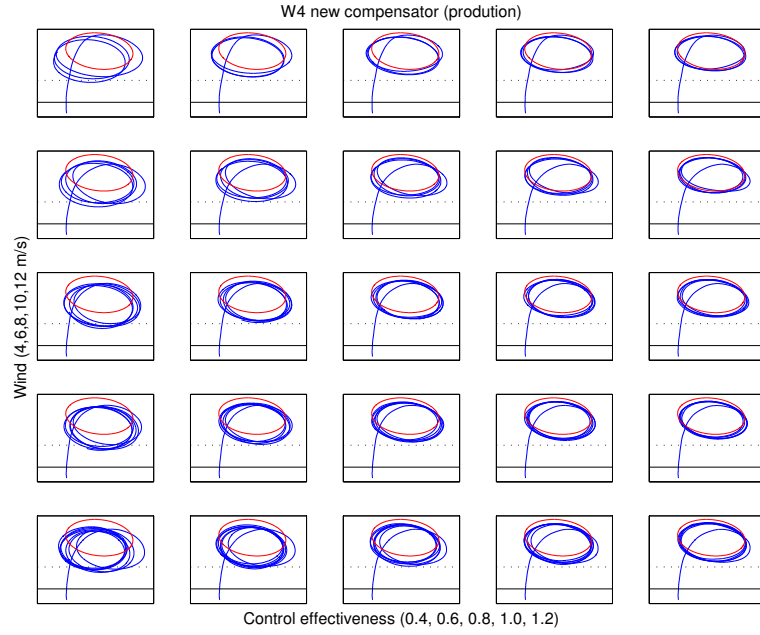 W4 new compensator (prodution)
Wind (4,6,8,10,12 m/s)
Control effectiveness (0.4, 0.6, 0.8, 1.0, 1.2)